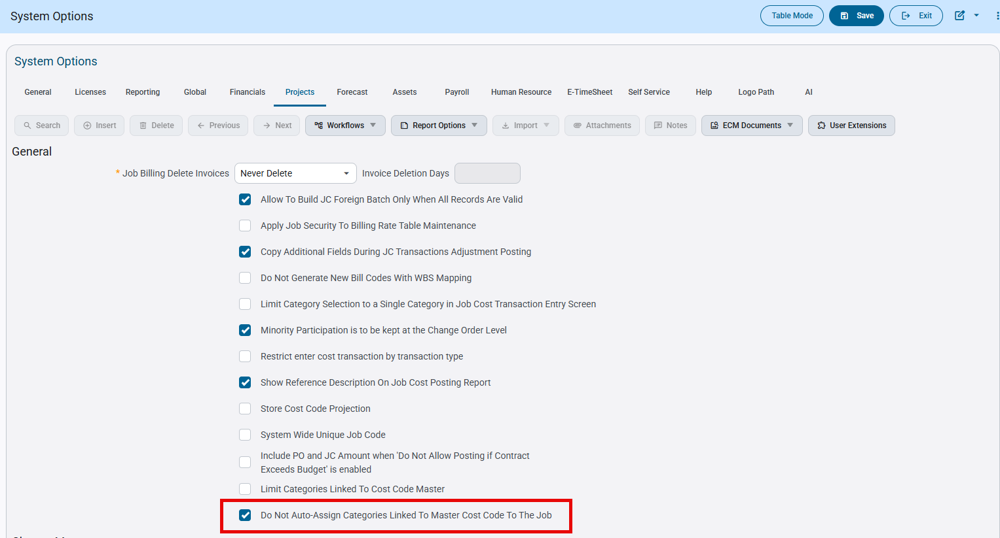 System Options
Table Mode
Save
Exit
System Options
General
Licenses
Reporting
Global
Financials
Projects
Forecast
Assets
Payroll
Human Resource
E-TimeSheet
Self Service
Help
Logo Path
AI
Search
Insert
Delete
Previous
Next
Workflows
Report Options
Import
Attachments
Notes
ECM Documents
User Extensions
General
* Job Billing Delete Invoices
Never Delete
Invoice Deletion Days
Allow To Build JC Foreign Batch Only When All Records Are Valid
Apply Job Security To Billing Rate Table Maintenance
Copy Additional Fields During JC Transactions Adjustment Posting
Do Not Generate New Bill Codes With WBS Mapping
Limit Category Selection to a Single Category in Job Cost Transaction Entry Screen
Minority Participation is to be kept at the Change Order Level
Restrict enter cost transaction by transaction type
Show Reference Description On Job Cost Posting Report
Store Cost Code Projection
System Wide Unique Job Code
Include PO and JC Amount when 'Do Not Allow Posting if Contract
Exceeds Budget' is enabled
Limit Categories Linked To Cost Code Master
Do Not Auto-Assign Categories Linked To Master Cost Code To The Job